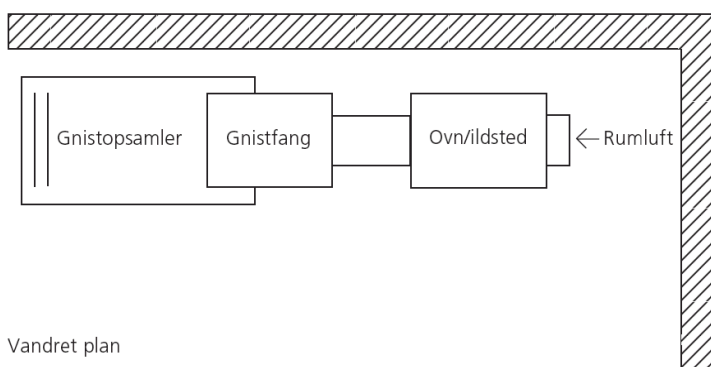 Gnistopsamler
Gnistfang
Ovn/ildsted
Rumluft
Vandret plan